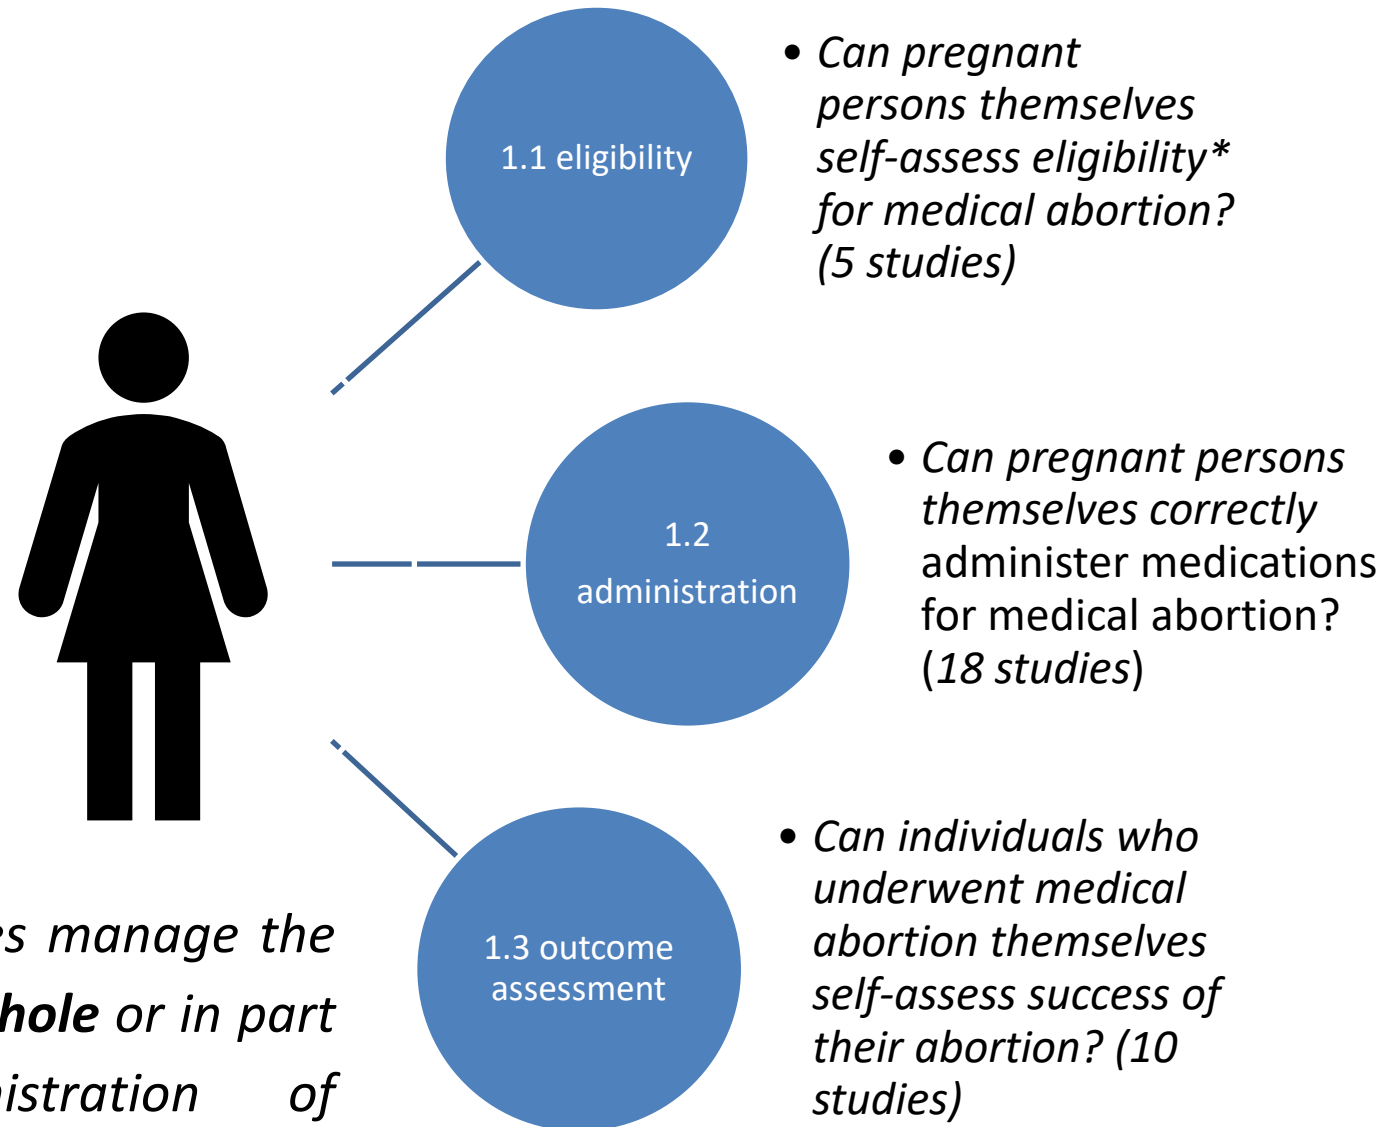 1.1 eligibility
• Can pregnant
persons themselves
self-assess eligibility*
for medical abortion?
(5 studies)
1.2
administration
• Can pregnant persons
themselves correctly
administer medications
for medical abortion?
(18 studies)
1.3 outcome
assessment
• Can individuals who
underwent medical
abortion themselves
self-assess success of
their abortion? (10
studies)
manage the
or in part
of